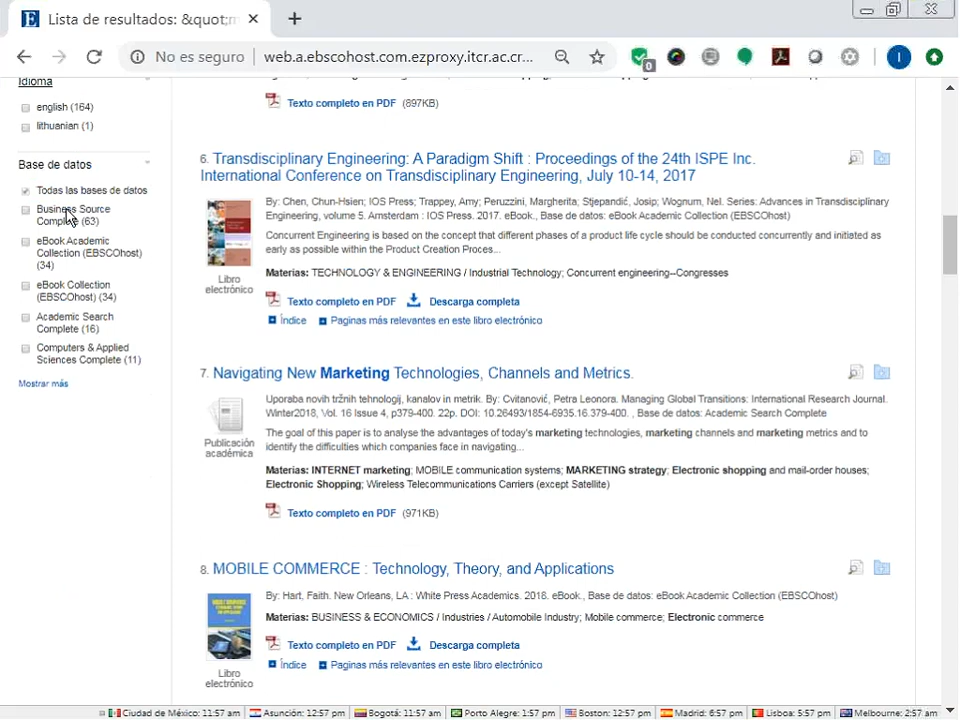 Lista de resultados: &quot;m
No es seguro
web.a.ebscohost.com.ezproxy.itcr.ac.cr...
0
I
Idioma
english (164)
lithuanian (1)
Base de datos
Todas las bases de datos
Business Source
Complete (63)
eBook Academic
Collection (EBSCOhost)
(34)
eBook Collection
(EBSCOhost) (34)
Academic Search
Complete (16)
Computers & Applied
Sciences Complete (11)
Mostrar más
Texto completo en PDF (897KB)
6. Transdisciplinary Engineering: A Paradigm Shift : Proceedings of the 24th ISPE Inc.
International Conference on Transdisciplinary Engineering, July 10-14, 2017
By: Chen, Chun-Hsien; IOS Press; Trappey, Amy; Peruzzini, Margherita; Stjepandić, Josip; Wognum, Nel. Series: Advances in Transdisciplinary
Engineering, volume 5. Amsterdam : IOS Press. 2017. eBook., Base de datos: eBook Academic Collection (EBSCOhost)
Concurrent Engineering is based on the concept that different phases of a product life cycle should be conducted concurrently and initiated as
early as possible within the Product Creation Proces...
Libro
electrónico
Materias: TECHNOLOGY & ENGINEERING / Industrial Technology; Concurrent engineering--Congresses
Texto completo en PDF Descarga completa
Índice Paginas más relevantes en este libro electrónico
7. Navigating New Marketing Technologies, Channels and Metrics.
Uporaba novih tržnih tehnologij, kanalov in metrik. By: Cvitanović, Petra Leonora. Managing Global Transitions: International Research Journal.
Winter2018, Vol. 16 Issue 4, p379-400. 22p. DOI: 10.26493/1854-6935.16.379-400. , Base de datos: Academic Search Complete
The goal of this paper is to analyse the advantages of today's marketing technologies, marketing channels and marketing metrics and to
identify the difficulties which companies face in navigating...
Publicación
académica
Materias: INTERNET marketing; MOBILE communication systems; MARKETING strategy; Electronic shopping and mail-order houses;
Electronic Shopping; Wireless Telecommunications Carriers (except Satellite)
Texto completo en PDF (971KB)
8. MOBILE COMMERCE : Technology, Theory, and Applications
By: Hart, Faith. New Orleans, LA : White Press Academics. 2018. eBook., Base de datos: eBook Academic Collection (EBSCOhost)
Materias: BUSINESS & ECONOMICS / Industries / Automobile Industry; Mobile commerce; Electronic commerce
Texto completo en PDF Descarga completa
Índice Paginas más relevantes en este libro electrónico
Libro
electrónico
Ciudad de México: 11:57 am Asunción: 12:57 pm Bogotá: 11:57 am Porto Alegre: 1:57 pm Boston: 12:57 pm Madrid: 6:57 pm Lisboa: 5:57 pm Melbourne: 2:57 am